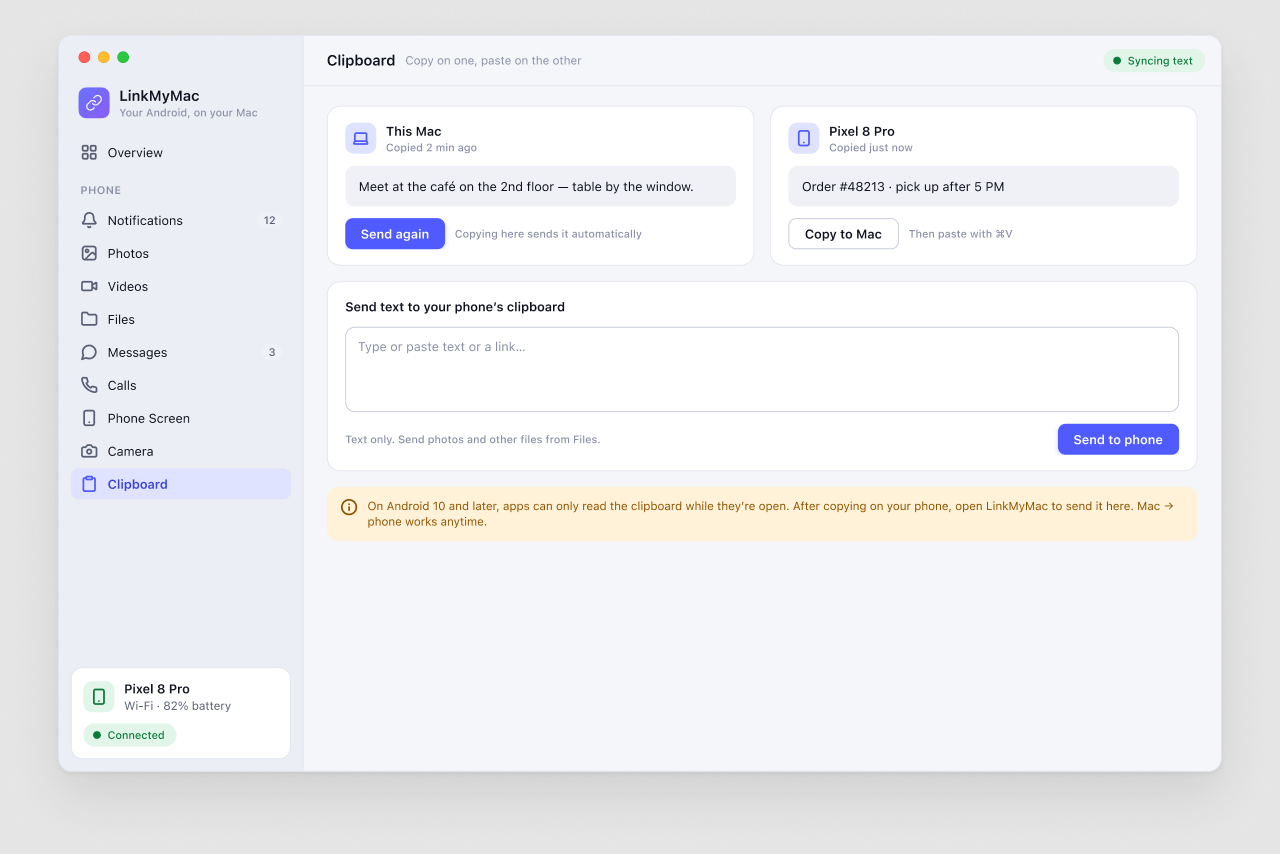 LinkMyMac
Your Android, on your Mac
Overview
PHONE
Notifications 12
Photos
Videos
Files
Messages 3
Calls
Phone Screen
Camera
Clipboard
Pixel 8 Pro
Wi-Fi · 82% battery
Connected
Clipboard Copy on one, paste on the other
Syncing text
This Mac
Copied 2 min ago
Meet at the café on the 2nd floor — table by the window.
Send again Copying here sends it automatically
Pixel 8 Pro
Copied just now
Order #48213 · pick up after 5 PM
Copy to Mac Then paste with ⌘V
Send text to your phone’s clipboard
Type or paste text or a link…
Text only. Send photos and other files from Files.
Send to phone
On Android 10 and later, apps can only read the clipboard while they’re open. After copying on your phone, open LinkMyMac to send it here. Mac →
phone works anytime.